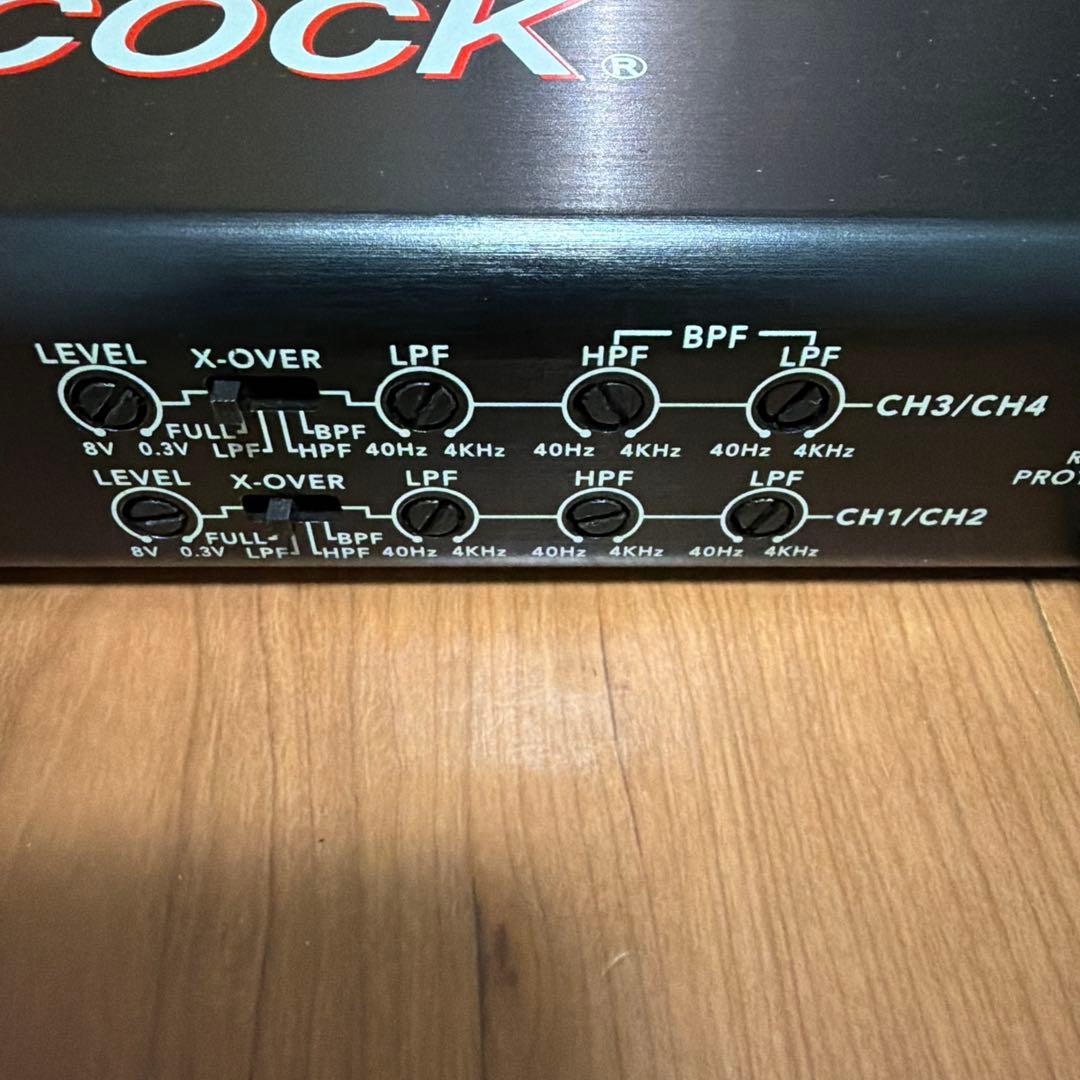 COCK®
BPF
LEVEL X-OVER LPF HPF LPF
CH3/CH4
FULL BPF
8V 0.3V LPF HPF 40Hz 4KHz 40Hz 4KHz 40Hz 4KHz
LEVEL X-OVER LPF HPF LPF
CH1/CH2
FULL BPF
8V 0.3V LPF HPF 40Hz 4KHz 40Hz 4KHz 40Hz 4KHz